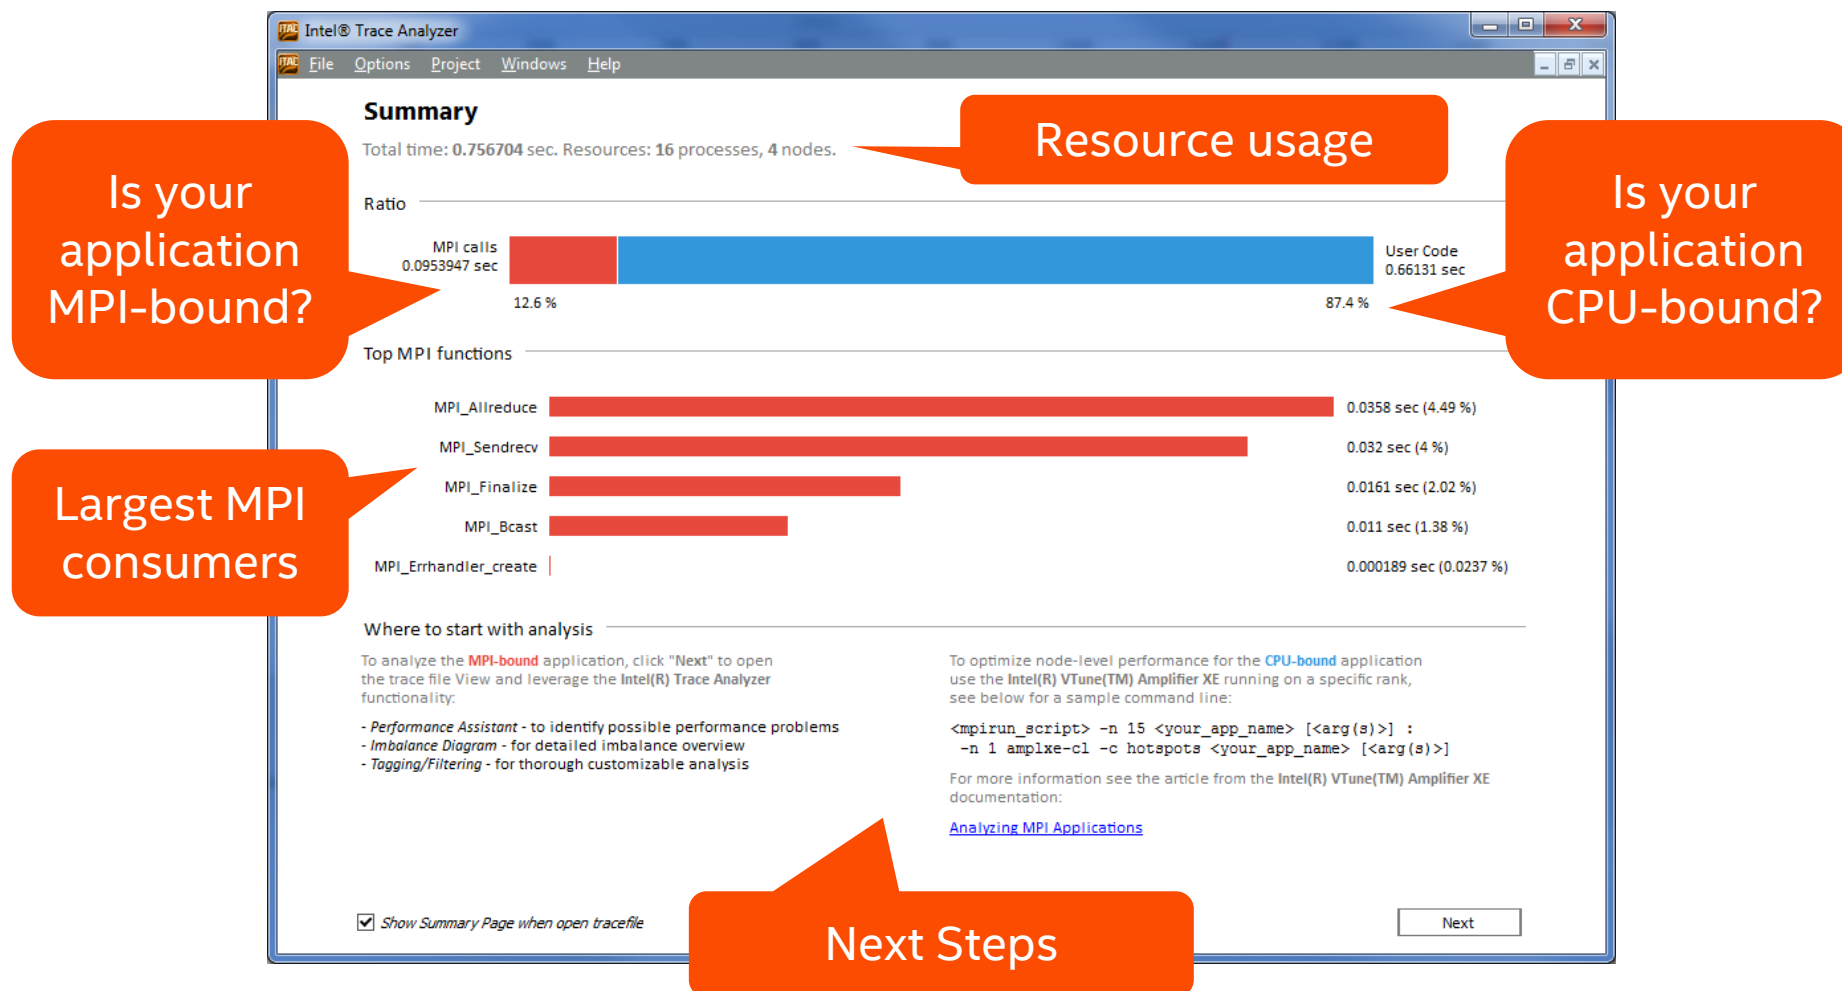 Intel® Trace Analyzer
File Options Project Windows Help
Summary
Total time: 0.756704 sec. Resources: 16 processes, 4 nodes.
Resource usage
Is your
application
MPI-bound?
Is your
application
CPU-bound?
Ratio
MPI calls
0.0953947 sec
User Code
0.66131 sec
12.6 %
87.4 %
Top MPI functions
MPI_Allreduce 0.0358 sec (4.49 %)
MPI_Sendrecv 0.032 sec (4 %)
MPI_Finalize 0.0161 sec (2.02 %)
MPI_Bcast 0.011 sec (1.38 %)
MPI_Errhandler_create 0.000189 sec (0.0237 %)
Largest MPI
consumers
Where to start with analysis
To analyze the MPI-bound application, click "Next" to open
the trace file View and leverage the Intel(R) Trace Analyzer
functionality:
- Performance Assistant - to identify possible performance problems
- Imbalance Diagram - for detailed imbalance overview
- Tagging/Filtering - for thorough customizable analysis
To optimize node-level performance for the CPU-bound application
use the Intel(R) VTune(TM) Amplifier XE running on a specific rank,
see below for a sample command line:
<mpirun_script> -n 15 <your_app_name> [<arg(s)>] :
-n 1 amplxe-cl -c hotspots <your_app_name> [<arg(s)>]
For more information see the article from the Intel(R) VTune(TM) Amplifier XE
documentation:
Analyzing MPI Applications
Show Summary Page when open tracefile
Next
Next Steps